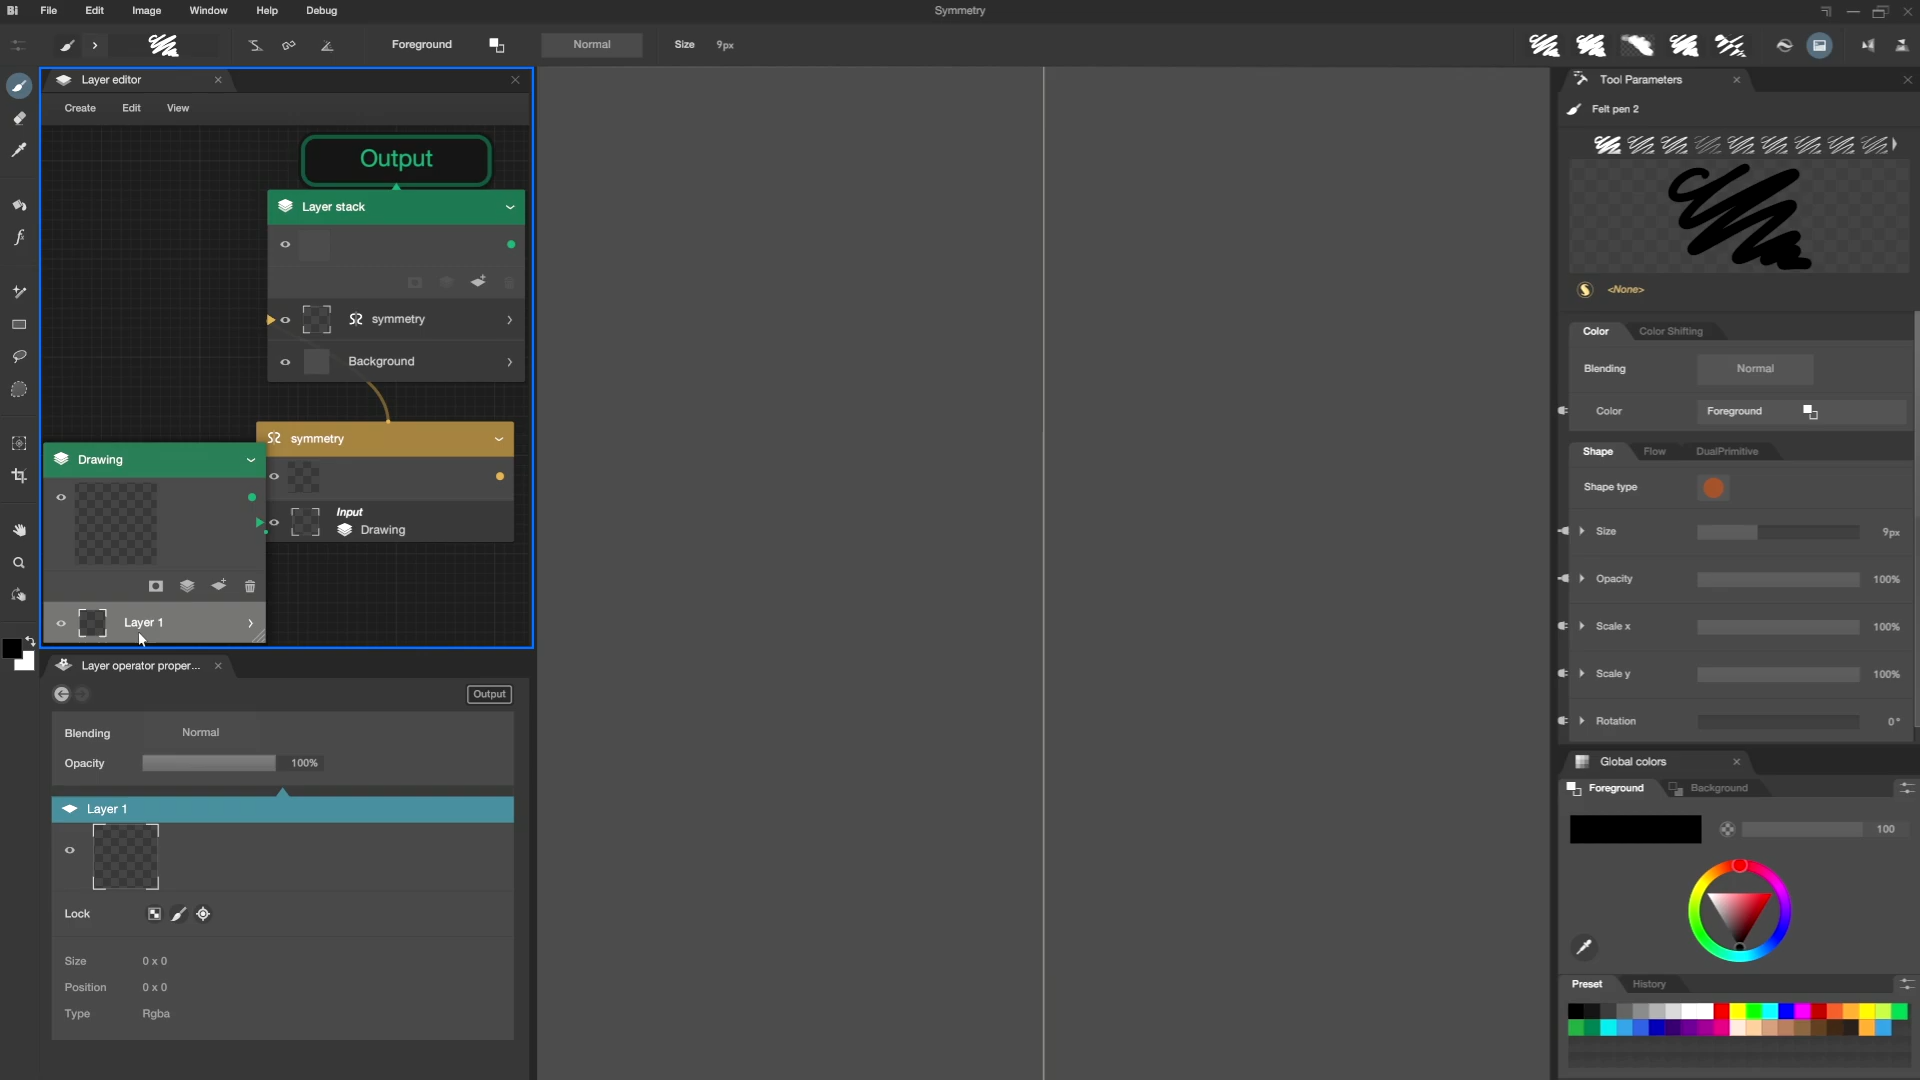 Bi File Edit Image Window Help Debug
Symmetry
Foreground
Normal
Size 9px
Layer editor
Create Edit View
Output
Layer stack
symmetry
Background
symmetry
Input
Drawing
Drawing
Layer 1
Layer operator proper...
Output
Blending Normal
Opacity 100%
Layer 1
Lock
Size 0 x 0
Position 0 x 0
Type Rgba
Tool Parameters
Felt pen 2
<None>
Color Color Shifting
Blending Normal
Color Foreground
Shape Flow DualPrimitive
Shape type
Size 9px
Opacity 100%
Scale x 100%
Scale y 100%
Rotation 0°
Global colors
Foreground Background
100
Preset History